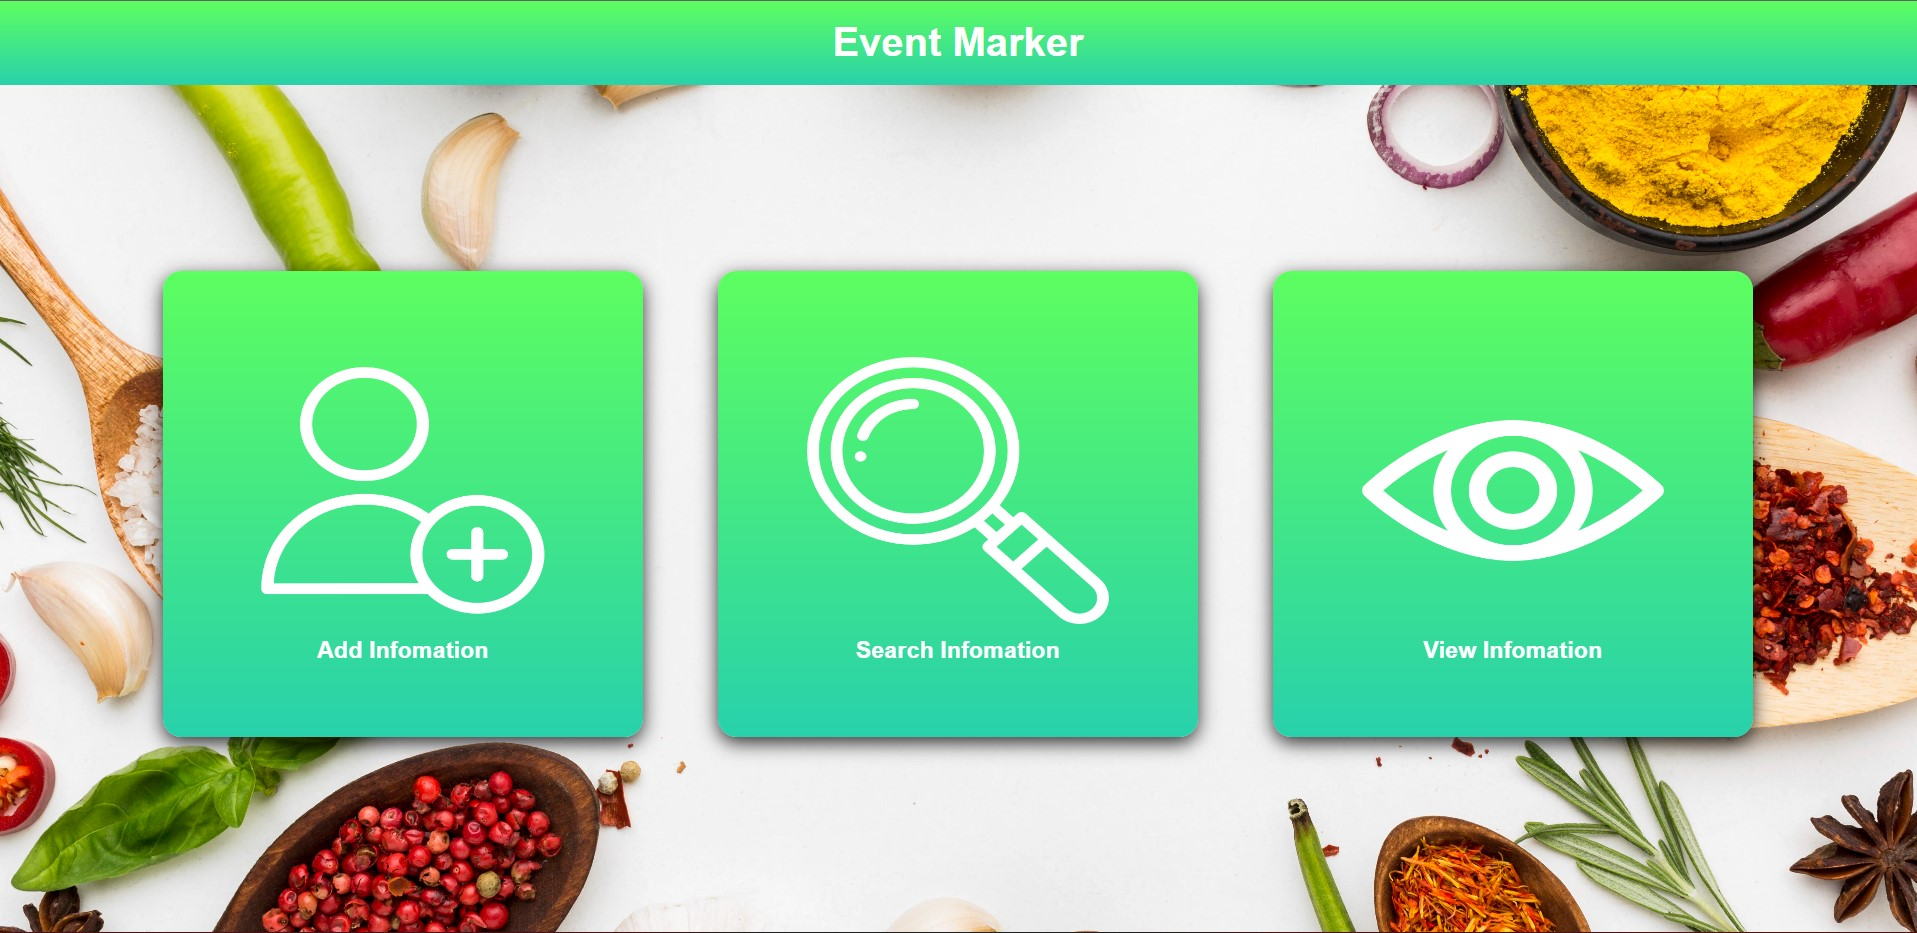 Event Marker
Add Infomation
Search Infomation
View Infomation